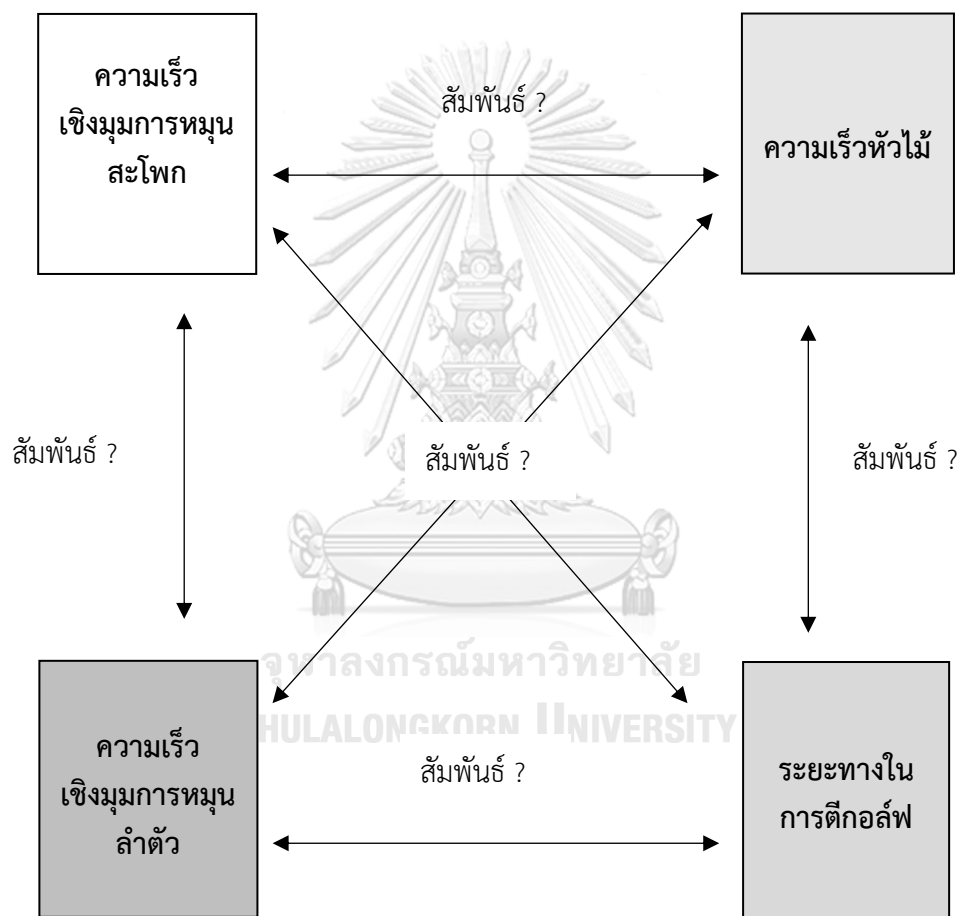 ความเร็ว
เชิงมุมการหมุน
สะโพก
สัมพันธ์ ?
ความเร็วหัวไม้
สัมพันธ์ ?
สัมพันธ์ ?
สัมพันธ์ ?
จุฬาลงกรณ์มหาวิทยาลัย
HULALONGKORN UNIVERSITY
ความเร็ว
เชิงมุมการหมุน
ลำตัว
สัมพันธ์ ?
ระยะทางใน
การตีกอล์ฟ